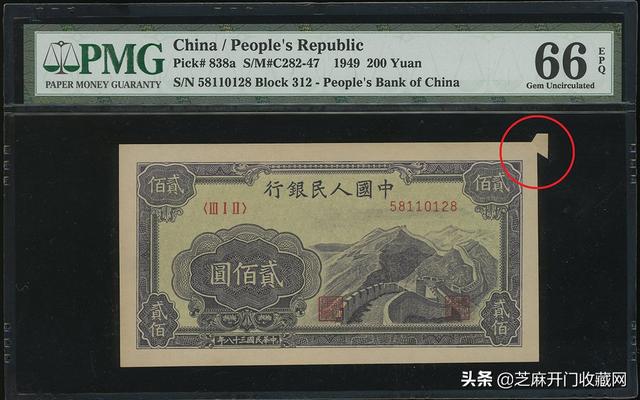 PMG
PAPER MONEY GUARANTY
China / People's Republic
Pick# 838a S/M#C282-47 1949 200 Yuan
S/N 58110128 Block 312 - People's Bank of China
66
EPQ
Gem Uncirculated
貳佰
貳佰
中國人民銀行
〈III I II〉
58110128
貳佰圓
貳佰
貳佰
中華民國三十八年
头条 @芝麻开门收藏网